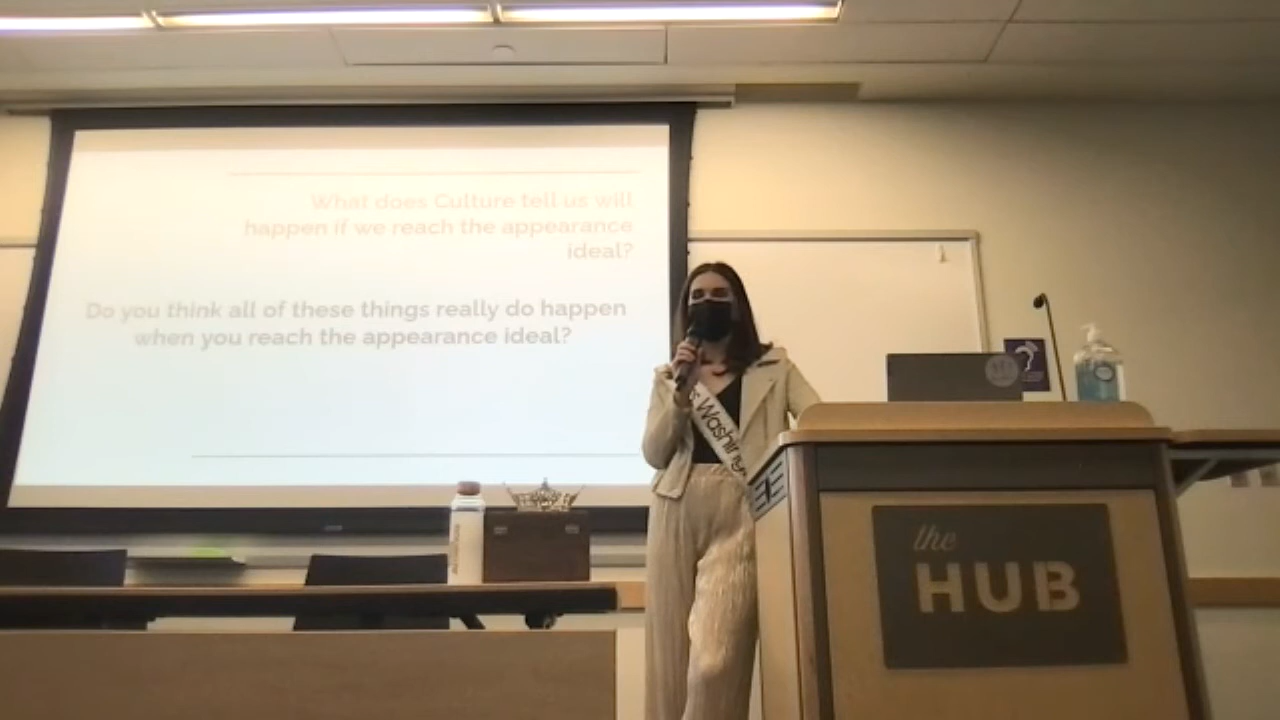 What does Culture tell us will
happen if we reach the appearance
ideal?
Do you think all of these things really do happen
when you reach the appearance ideal?
the
HUB